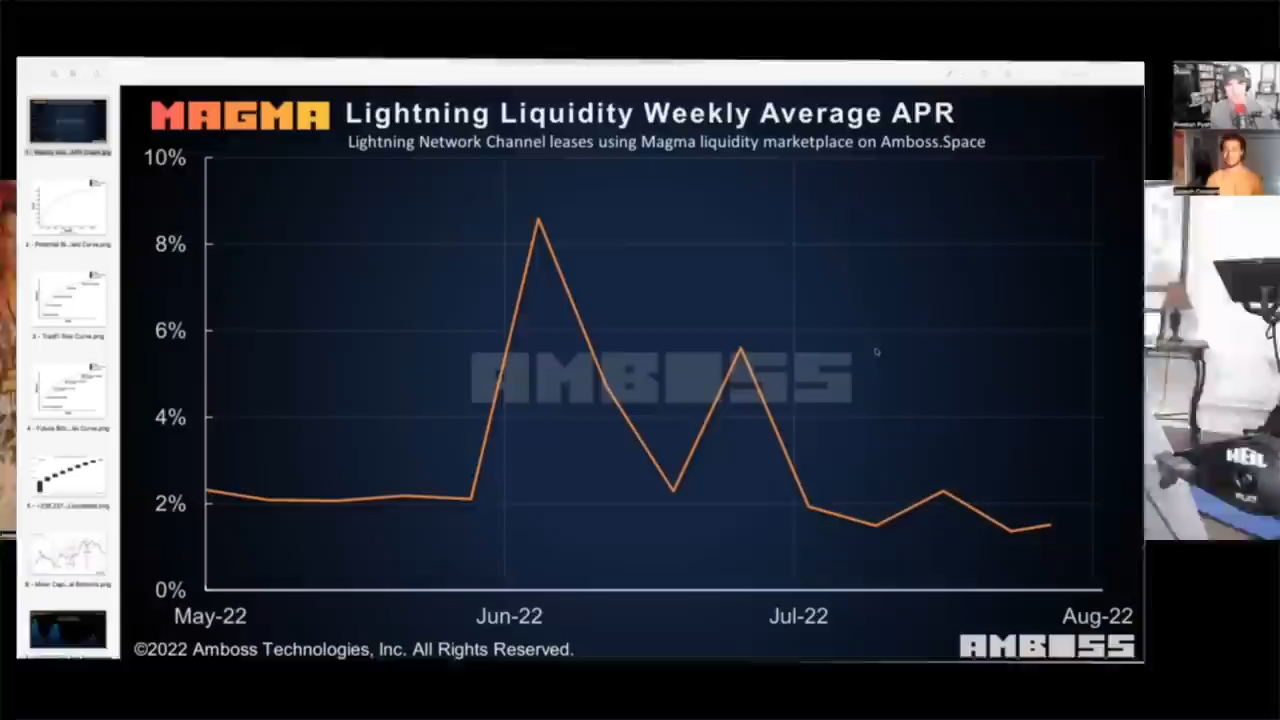 MAGMA Lightning Liquidity Weekly Average APR
Lightning Network Channel leases using Magma liquidity marketplace on Amboss.Space
10%
8%
6%
4%
2%
0%
AMBOSS
May-22
Jun-22
Jul-22
Aug-22
©2022 Amboss Technologies, Inc. All Rights Reserved.
AMBOSS